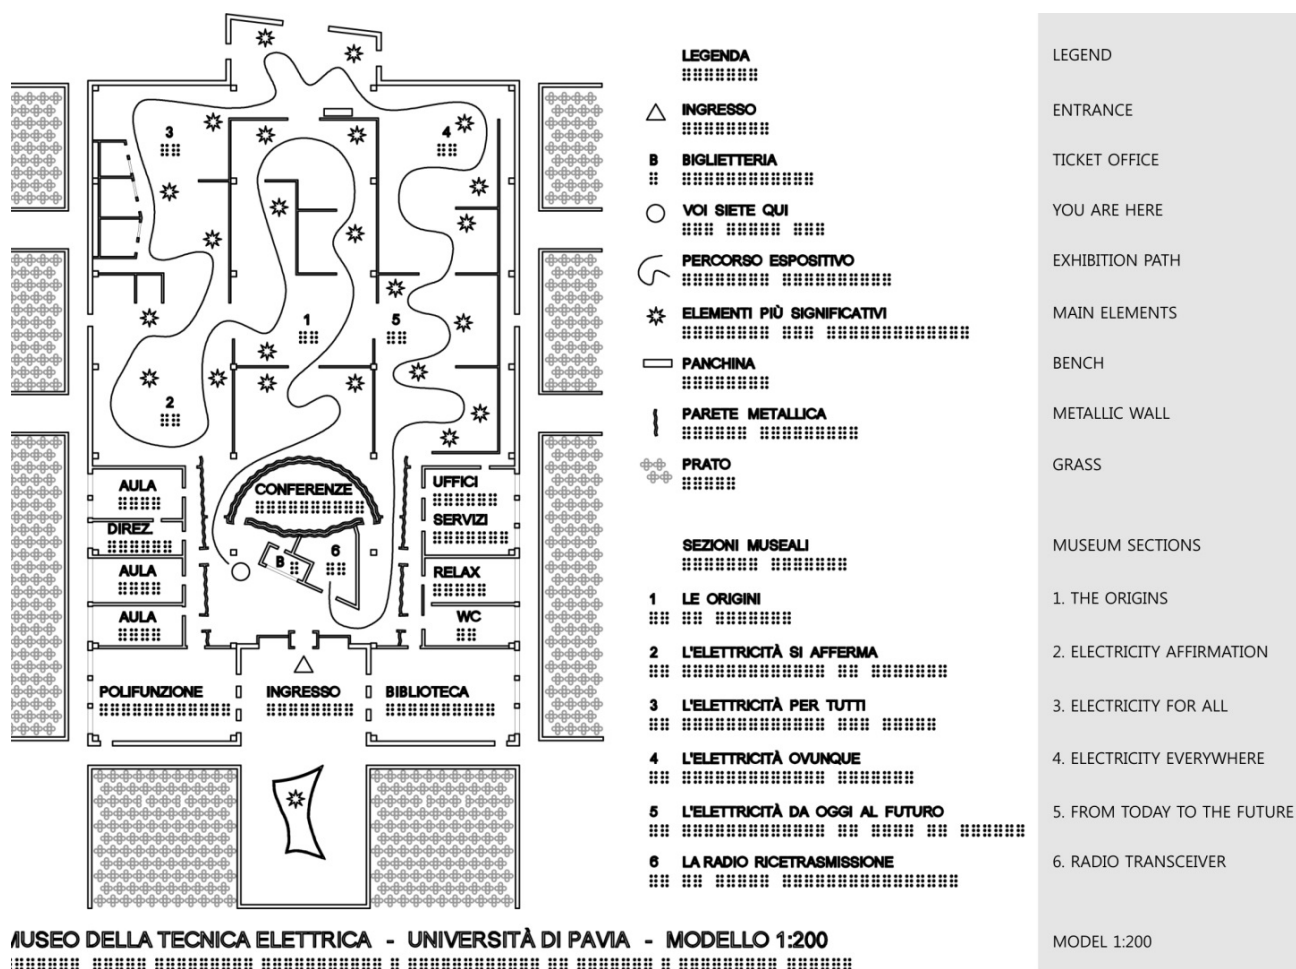 3
4
1
5
2
AULA
CONFERENZE
UFFICI
DIREZ.
SERVIZI
6
B
AULA
RELAX
AULA
WC
POLIFUNZIONE
INGRESSO
BIBLIOTECA
LEGENDA
INGRESSO
B BIGLIETTERIA
VOI SIETE QUI
PERCORSO ESPOSITIVO
ELEMENTI PIÙ SIGNIFICATIVI
PANCHINA
PARETE METALLICA
PRATO
SEZIONI MUSEALI
1 LE ORIGINI
2 L'ELETTRICITÀ SI AFFERMA
3 L'ELETTRICITÀ PER TUTTI
4 L'ELETTRICITÀ OVUNQUE
5 L'ELETTRICITÀ DA OGGI AL FUTURO
6 LA RADIO RICETRASMISSIONE
LEGEND
ENTRANCE
TICKET OFFICE
YOU ARE HERE
EXHIBITION PATH
MAIN ELEMENTS
BENCH
METALLIC WALL
GRASS
MUSEUM SECTIONS
1. THE ORIGINS
2. ELECTRICITY AFFIRMATION
3. ELECTRICITY FOR ALL
4. ELECTRICITY EVERYWHERE
5. FROM TODAY TO THE FUTURE
6. RADIO TRANSCEIVER
MUSEO DELLA TECNICA ELETTRICA - UNIVERSITÀ DI PAVIA - MODELLO 1:200
MODEL 1:200